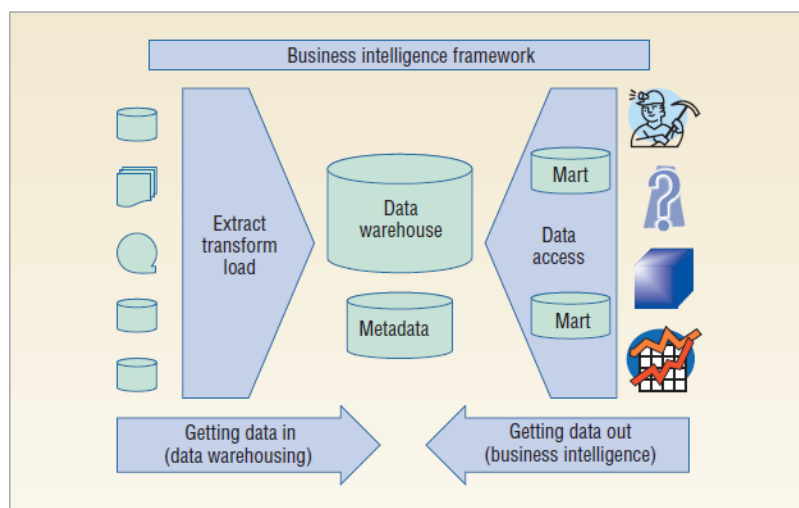 Business intelligence framework
Extract
transform
load
Data
warehouse
Metadata
Mart
Data
access
Mart
Getting data in
(data warehousing)
Getting data out
(business intelligence)